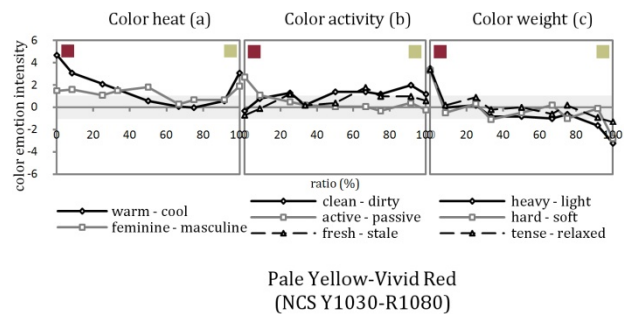 Color heat (a) Color activity (b) Color weight (c)
6
4
2
0
-2
-4
-6
color emotion intensity
0 20 40 60 80 100 20 40 60 80 100 20 40 60 80 100
ratio (%)
warm - cool
feminine - masculine
clean - dirty
active - passive
fresh - stale
heavy - light
hard - soft
tense - relaxed
Pale Yellow-Vivid Red
(NCS Y1030-R1080)